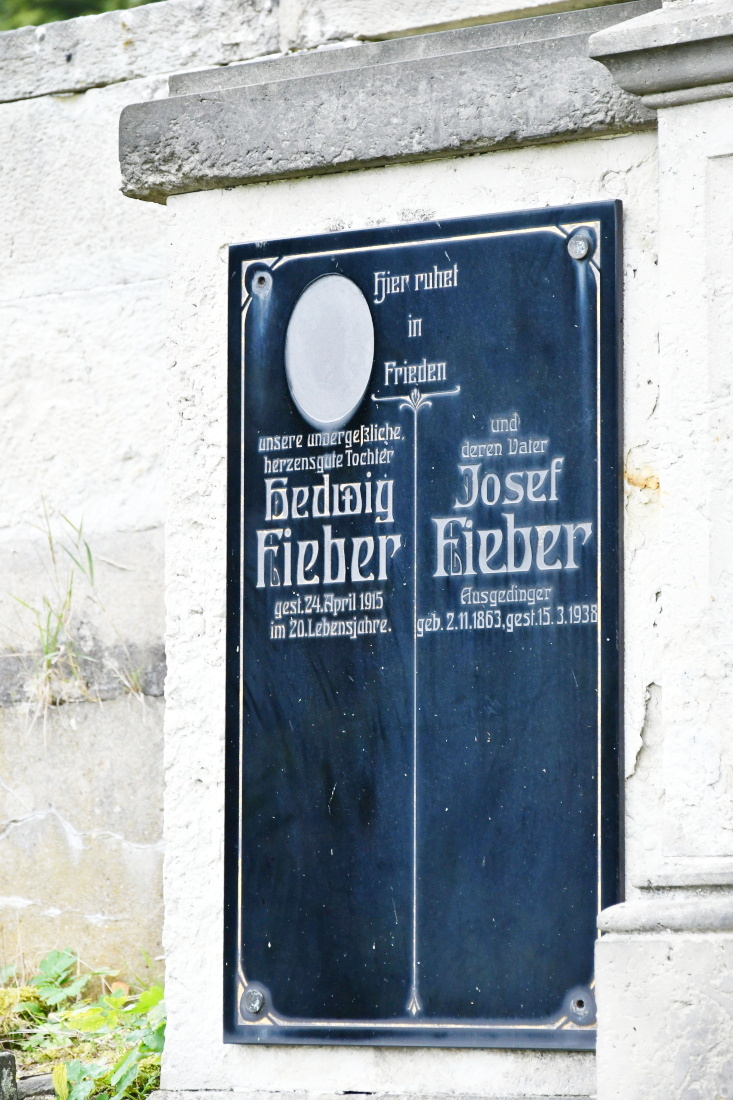 Hier ruhet
in
Frieden
unsere unvergeßliche,
herzensgute Tochter
Hedwig
Fieber
gest. 24. April 1915
im 20. Lebensjahre.
und
deren Vater
Josef
Fieber
Ausgedinger
geb. 2.11.1863, gest. 15.3.1938